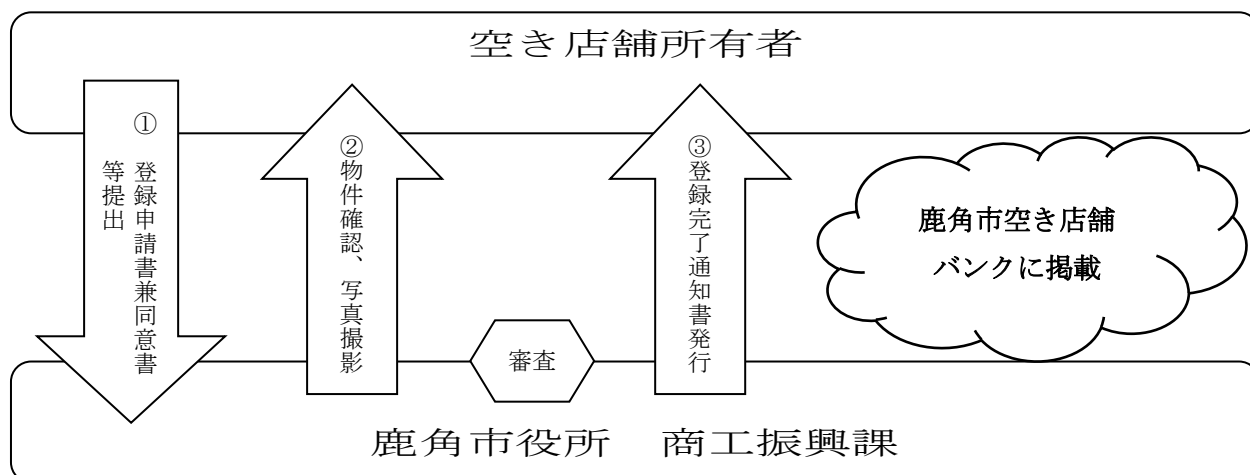 空き店舗所有者
① 登録申請書兼同意書
等提出
②物件確認、写真撮影
③登録完了通知書発行
鹿角市空き店舗
バンクに掲載
審査
鹿角市役所　商工振興課